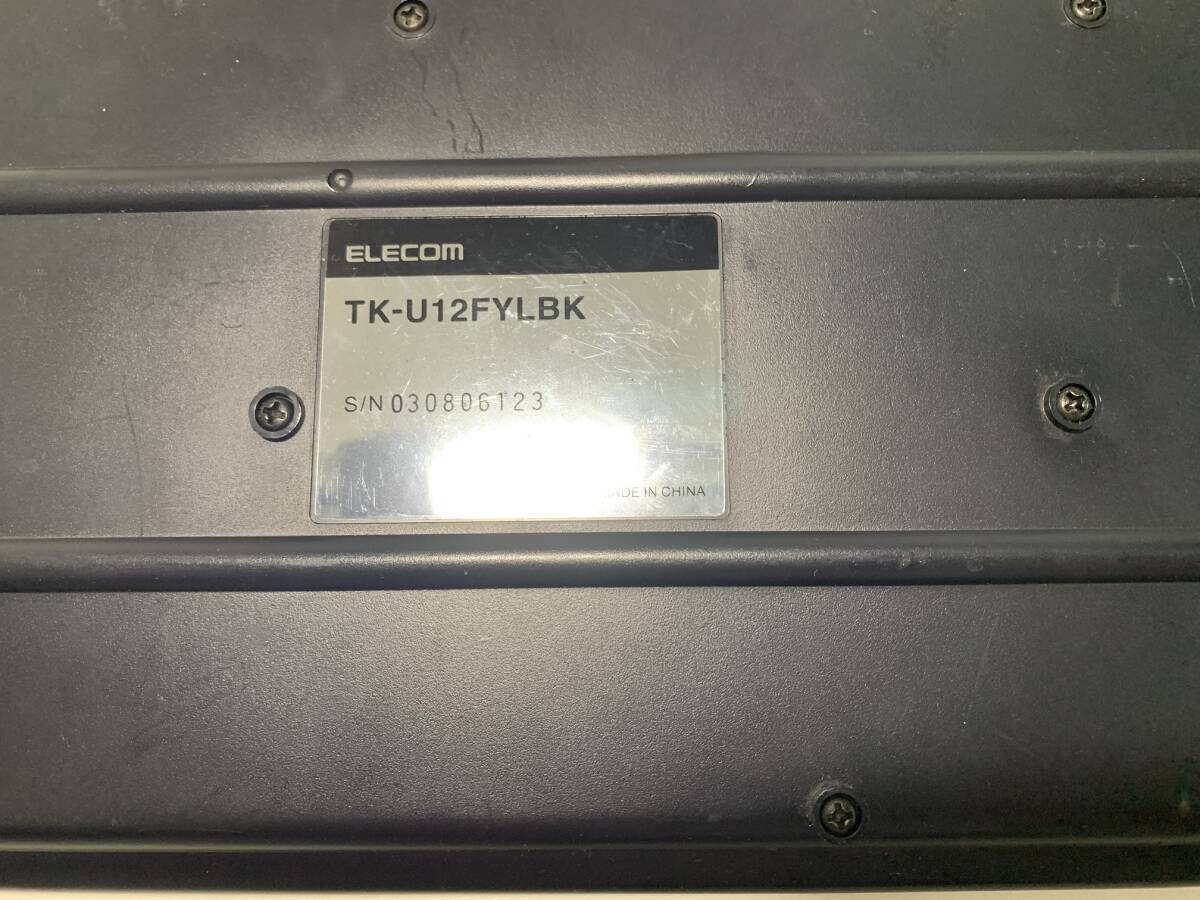 ELECOM
TK-U12FYLBK
S/N 030806123
MADE IN CHINA